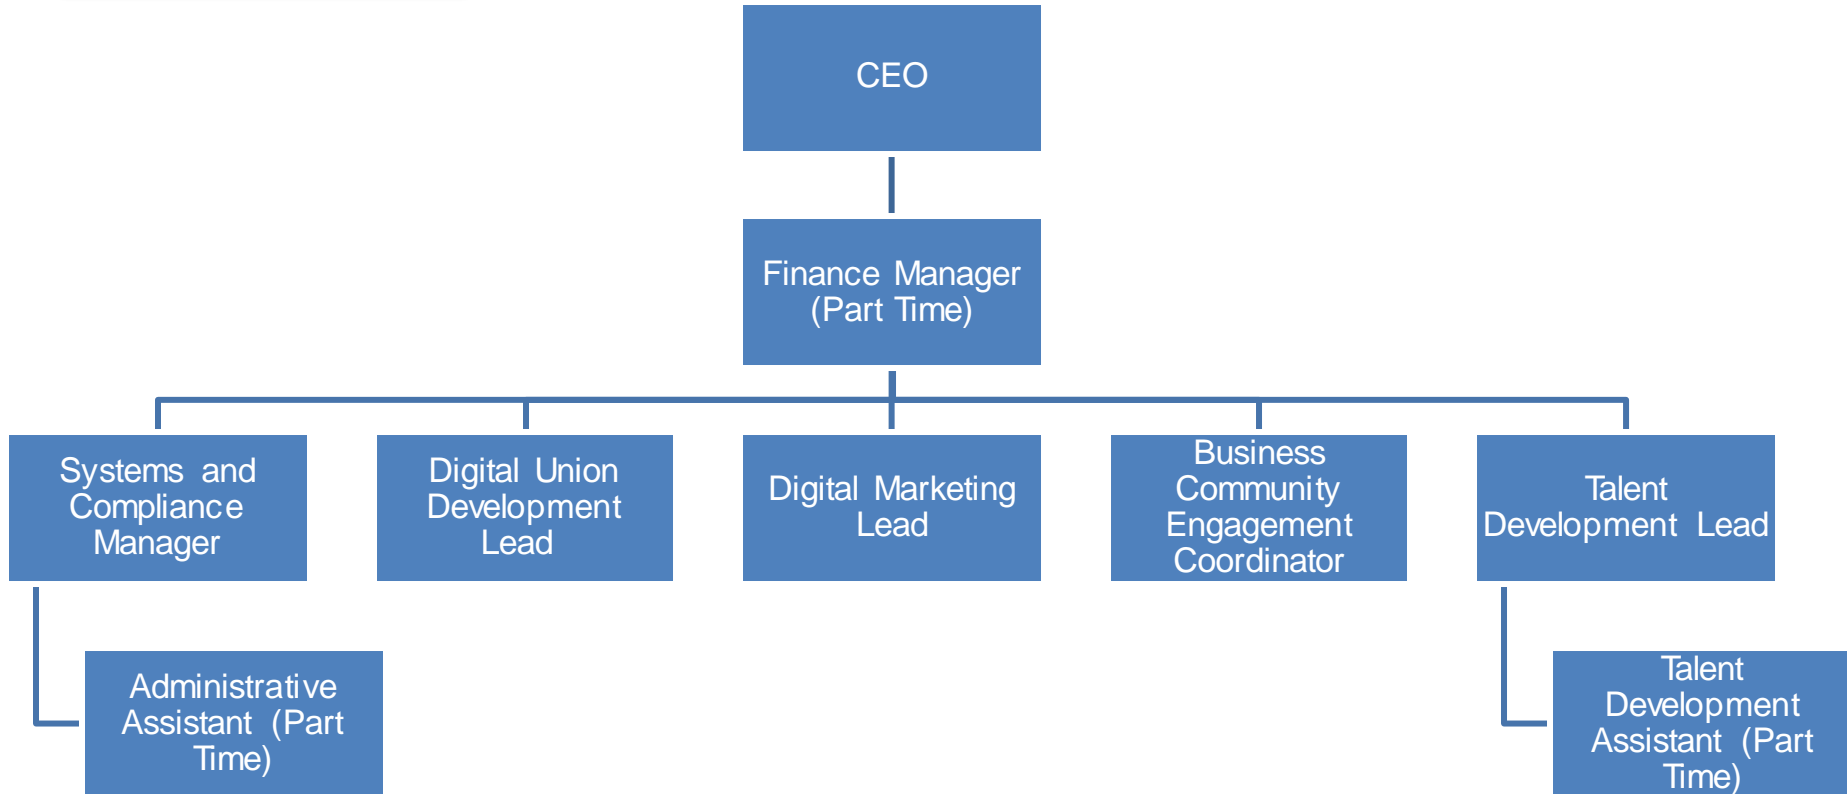 CEO
Finance Manager
(Part Time)
Systems and
Compliance
Manager
Digital Union
Development
Lead
Digital Marketing
Lead
Business
Community
Engagement
Coordinator
Talent
Development Lead
Administrative
Assistant (Part
Time)
Talent
Development
Assistant (Part
Time)